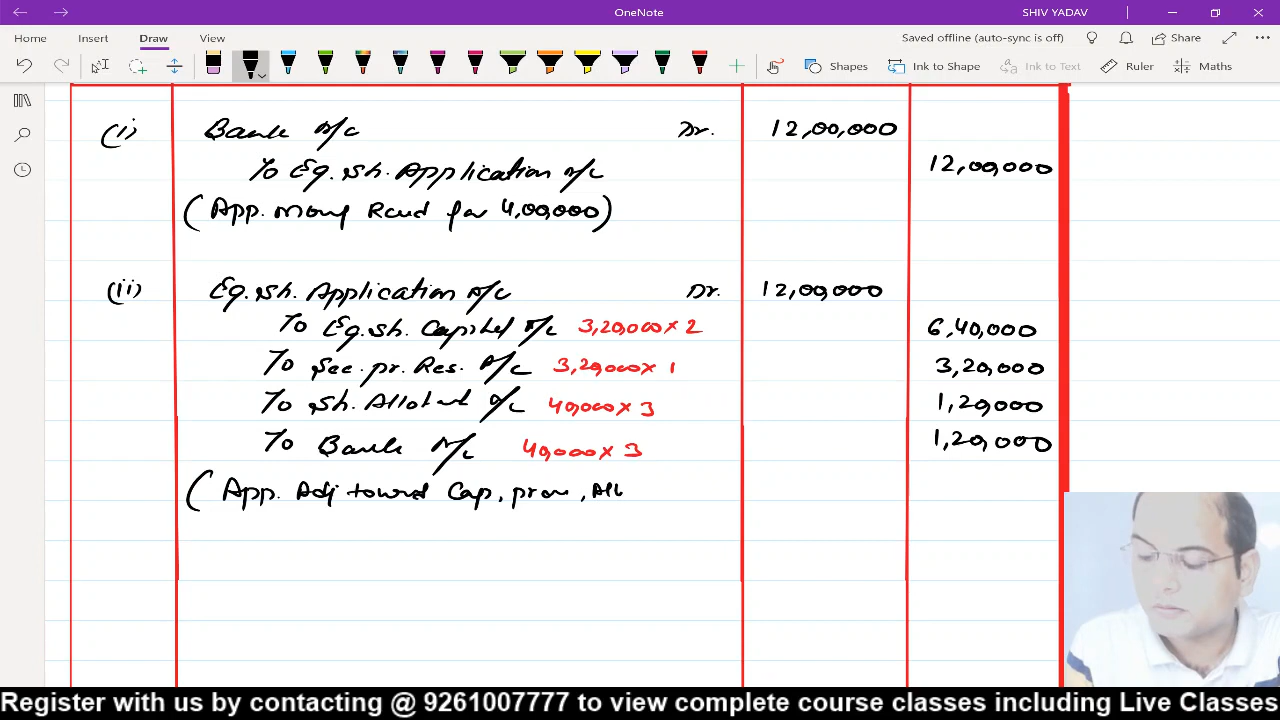 OneNote
SHIV YADAV
Home Insert Draw View
Saved offline (auto-sync is off)
Share
Shapes
Ink to Shape
Ink to Text
Ruler
Maths
(i) Bank A/c Dr. 12,00,000
To Eq. Sh. Application A/c 12,00,000
(App. money Recd for 4,00,000)
(ii) Eq. Sh. Application A/c Dr. 12,00,000
To Eq. Sh. Capital A/c 3,20,000 × 2 6,40,000
To Sec. pr. Res. A/c 3,20,000 × 1 3,20,000
To Sh. Allotment A/c 40,000 × 3 1,20,000
To Bank A/c 40,000 × 3 1,20,000
(App. Adj toward Cap, prem, All
Register with us by contacting @ 9261007777 to view complete course classes including Live Classes